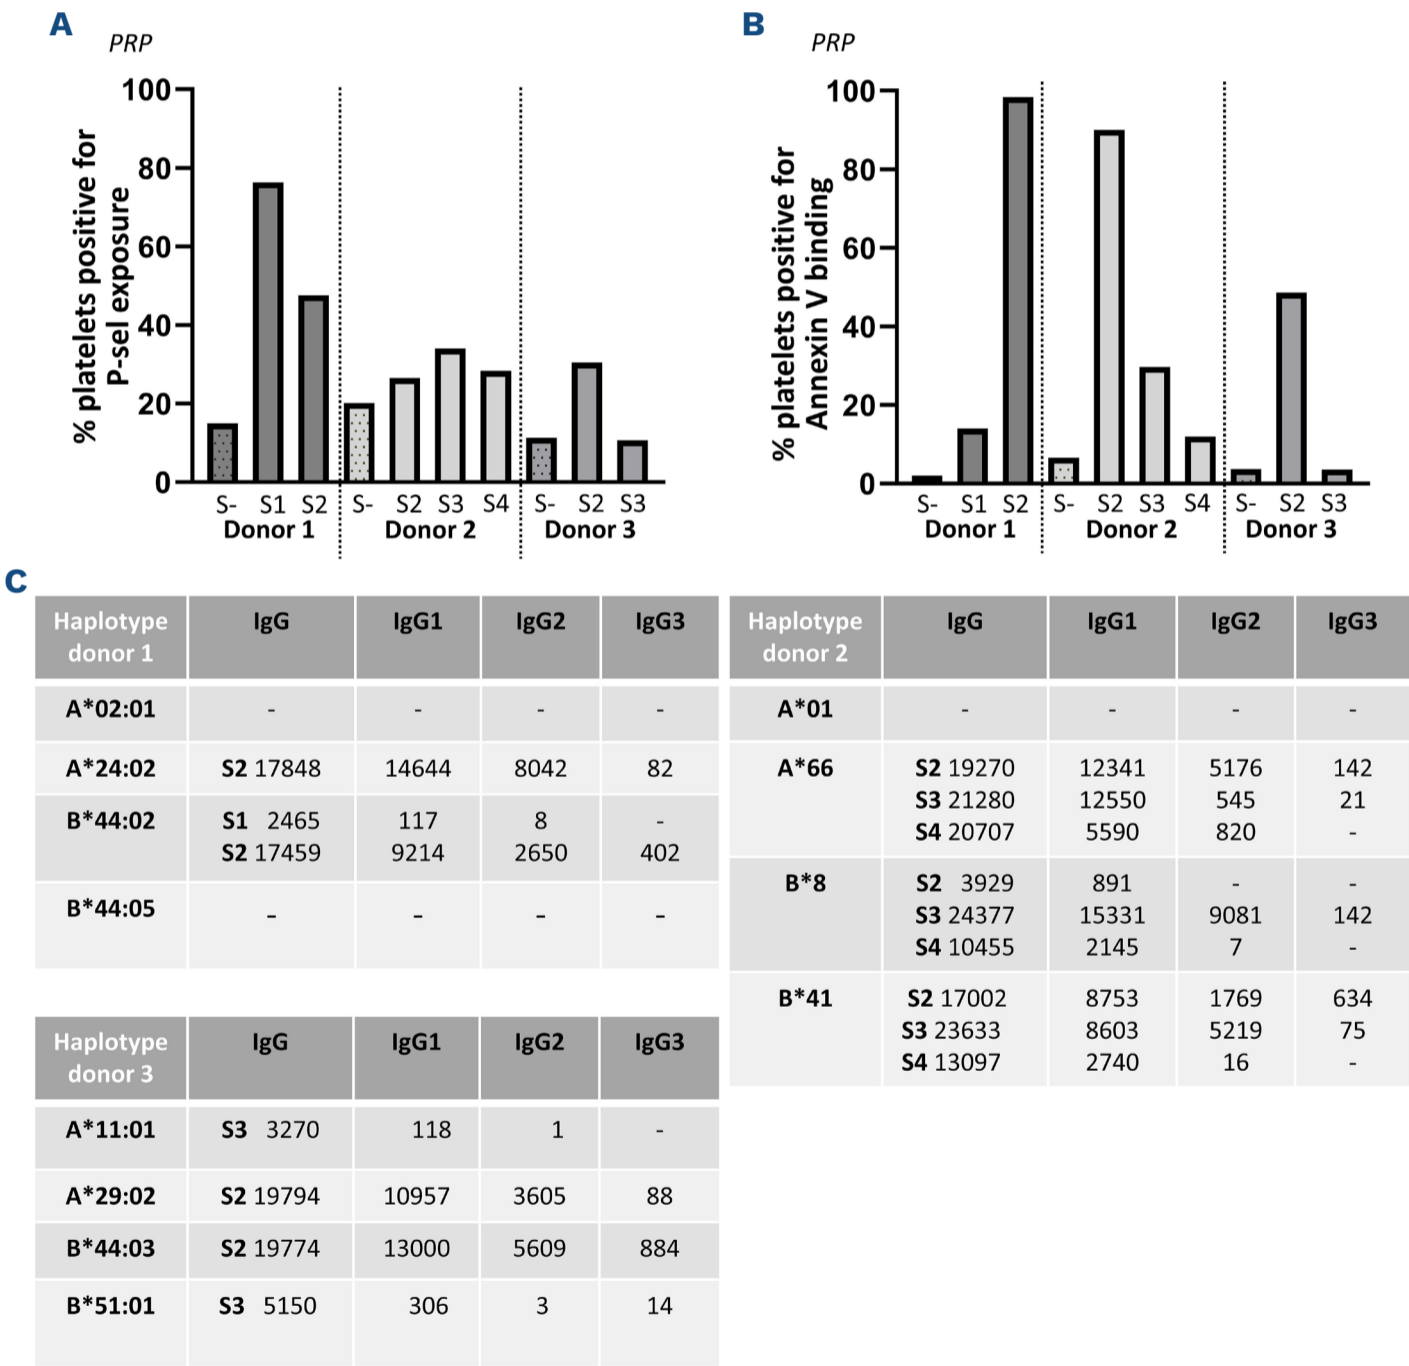 A
PRP
% platelets positive for
P-sel exposure
100
80
60
40
20
0
S- S1 S2 S- S2 S3 S4 S- S2 S3
Donor 1 Donor 2 Donor 3
B
PRP
% platelets positive for
Annexin V binding
100
80
60
40
20
0
S- S1 S2 S- S2 S3 S4 S- S2 S3
Donor 1 Donor 2 Donor 3
C
Haplotype donor 1 IgG IgG1 IgG2 IgG3
A*02:01 - - - -
A*24:02 S2 17848 14644 8042 82
B*44:02 S1 2465 117 8 -
S2 17459 9214 2650 402
B*44:05 - - - -
Haplotype donor 2 IgG IgG1 IgG2 IgG3
A*01 - - - -
A*66 S2 19270 12341 5176 142
S3 21280 12550 545 21
S4 20707 5590 820 -
B*8 S2 3929 891 - -
S3 24377 15331 9081 142
S4 10455 2145 7 -
B*41 S2 17002 8753 1769 634
S3 23633 8603 5219 75
S4 13097 2740 16 -
Haplotype donor 3 IgG IgG1 IgG2 IgG3
A*11:01 S3 3270 118 1 -
A*29:02 S2 19794 10957 3605 88
B*44:03 S2 19774 13000 5609 884
B*51:01 S3 5150 306 3 14